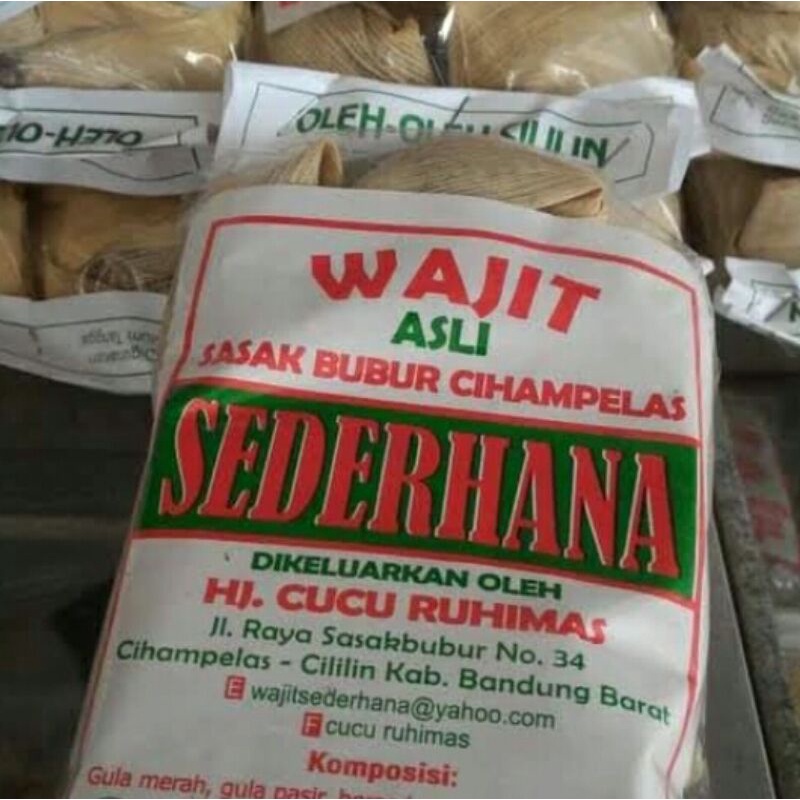 OLEH-OLEH CILILIN
OLEH-O
WAJIT
ASLI
SASAK BUBUR CIHAMPELAS
SEDERHANA
DIKELUARKAN OLEH
HJ. CUCU RUHIMAS
Jl. Raya Sasakbubur No. 34
Cihampelas - Cililin Kab. Bandung Barat
E wajitsederhana@yahoo.com
F cucu ruhimas
Komposisi:
Gula merah, gula pasir,